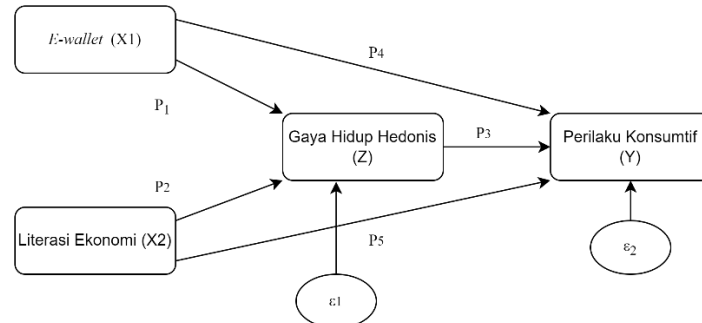 E-wallet (X1)
P4
P1
Gaya Hidup Hedonis
(Z)
P3
Perilaku Konsumtif
(Y)
P2
Literasi Ekonomi (X2)
P5
ε2
ε1